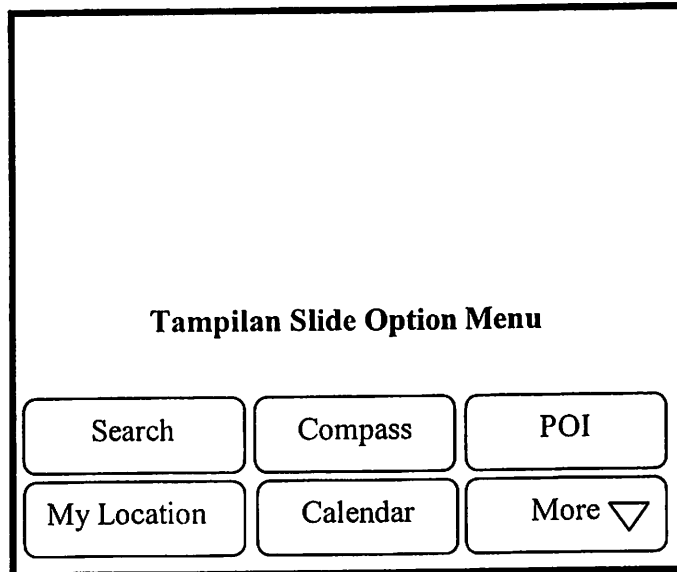 Tampilan Slide Option Menu
Search Compass POI
My Location Calendar More